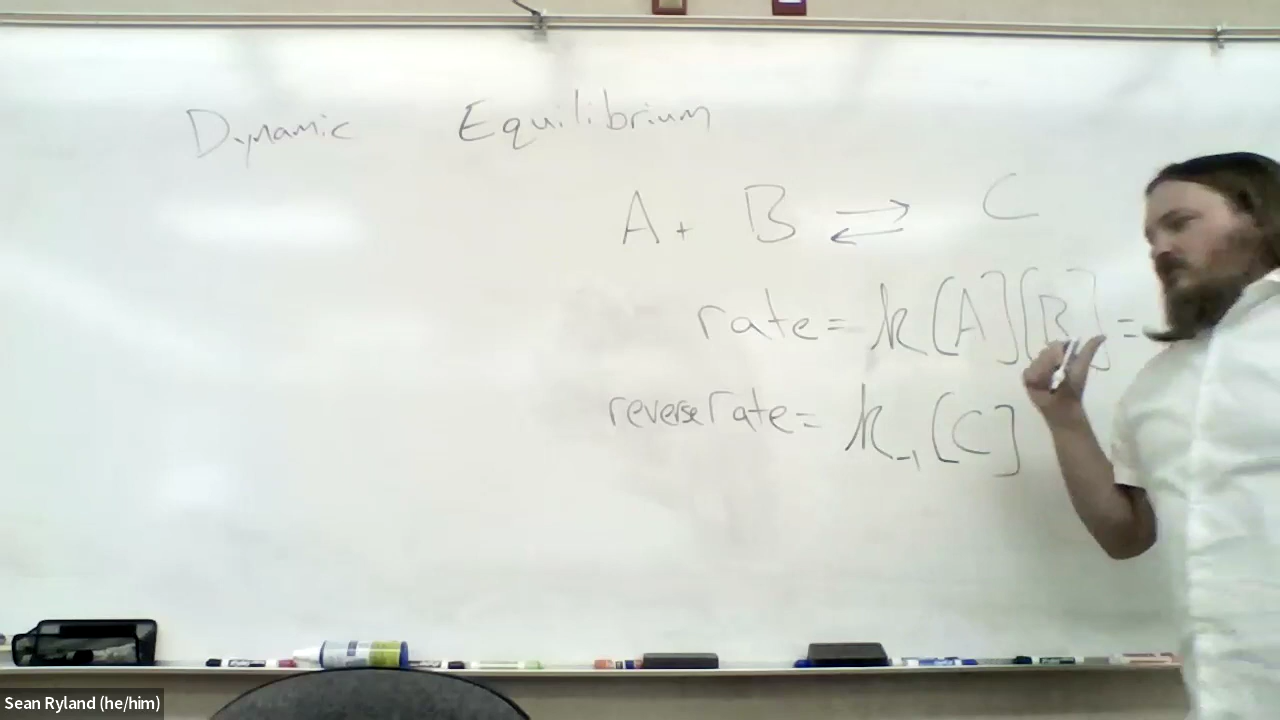 Dynamic Equilibrium
A + B ⇌ C
rate = k[A][B] =
reverse rate = k₋₁[C]
Sean Ryland (he/him)